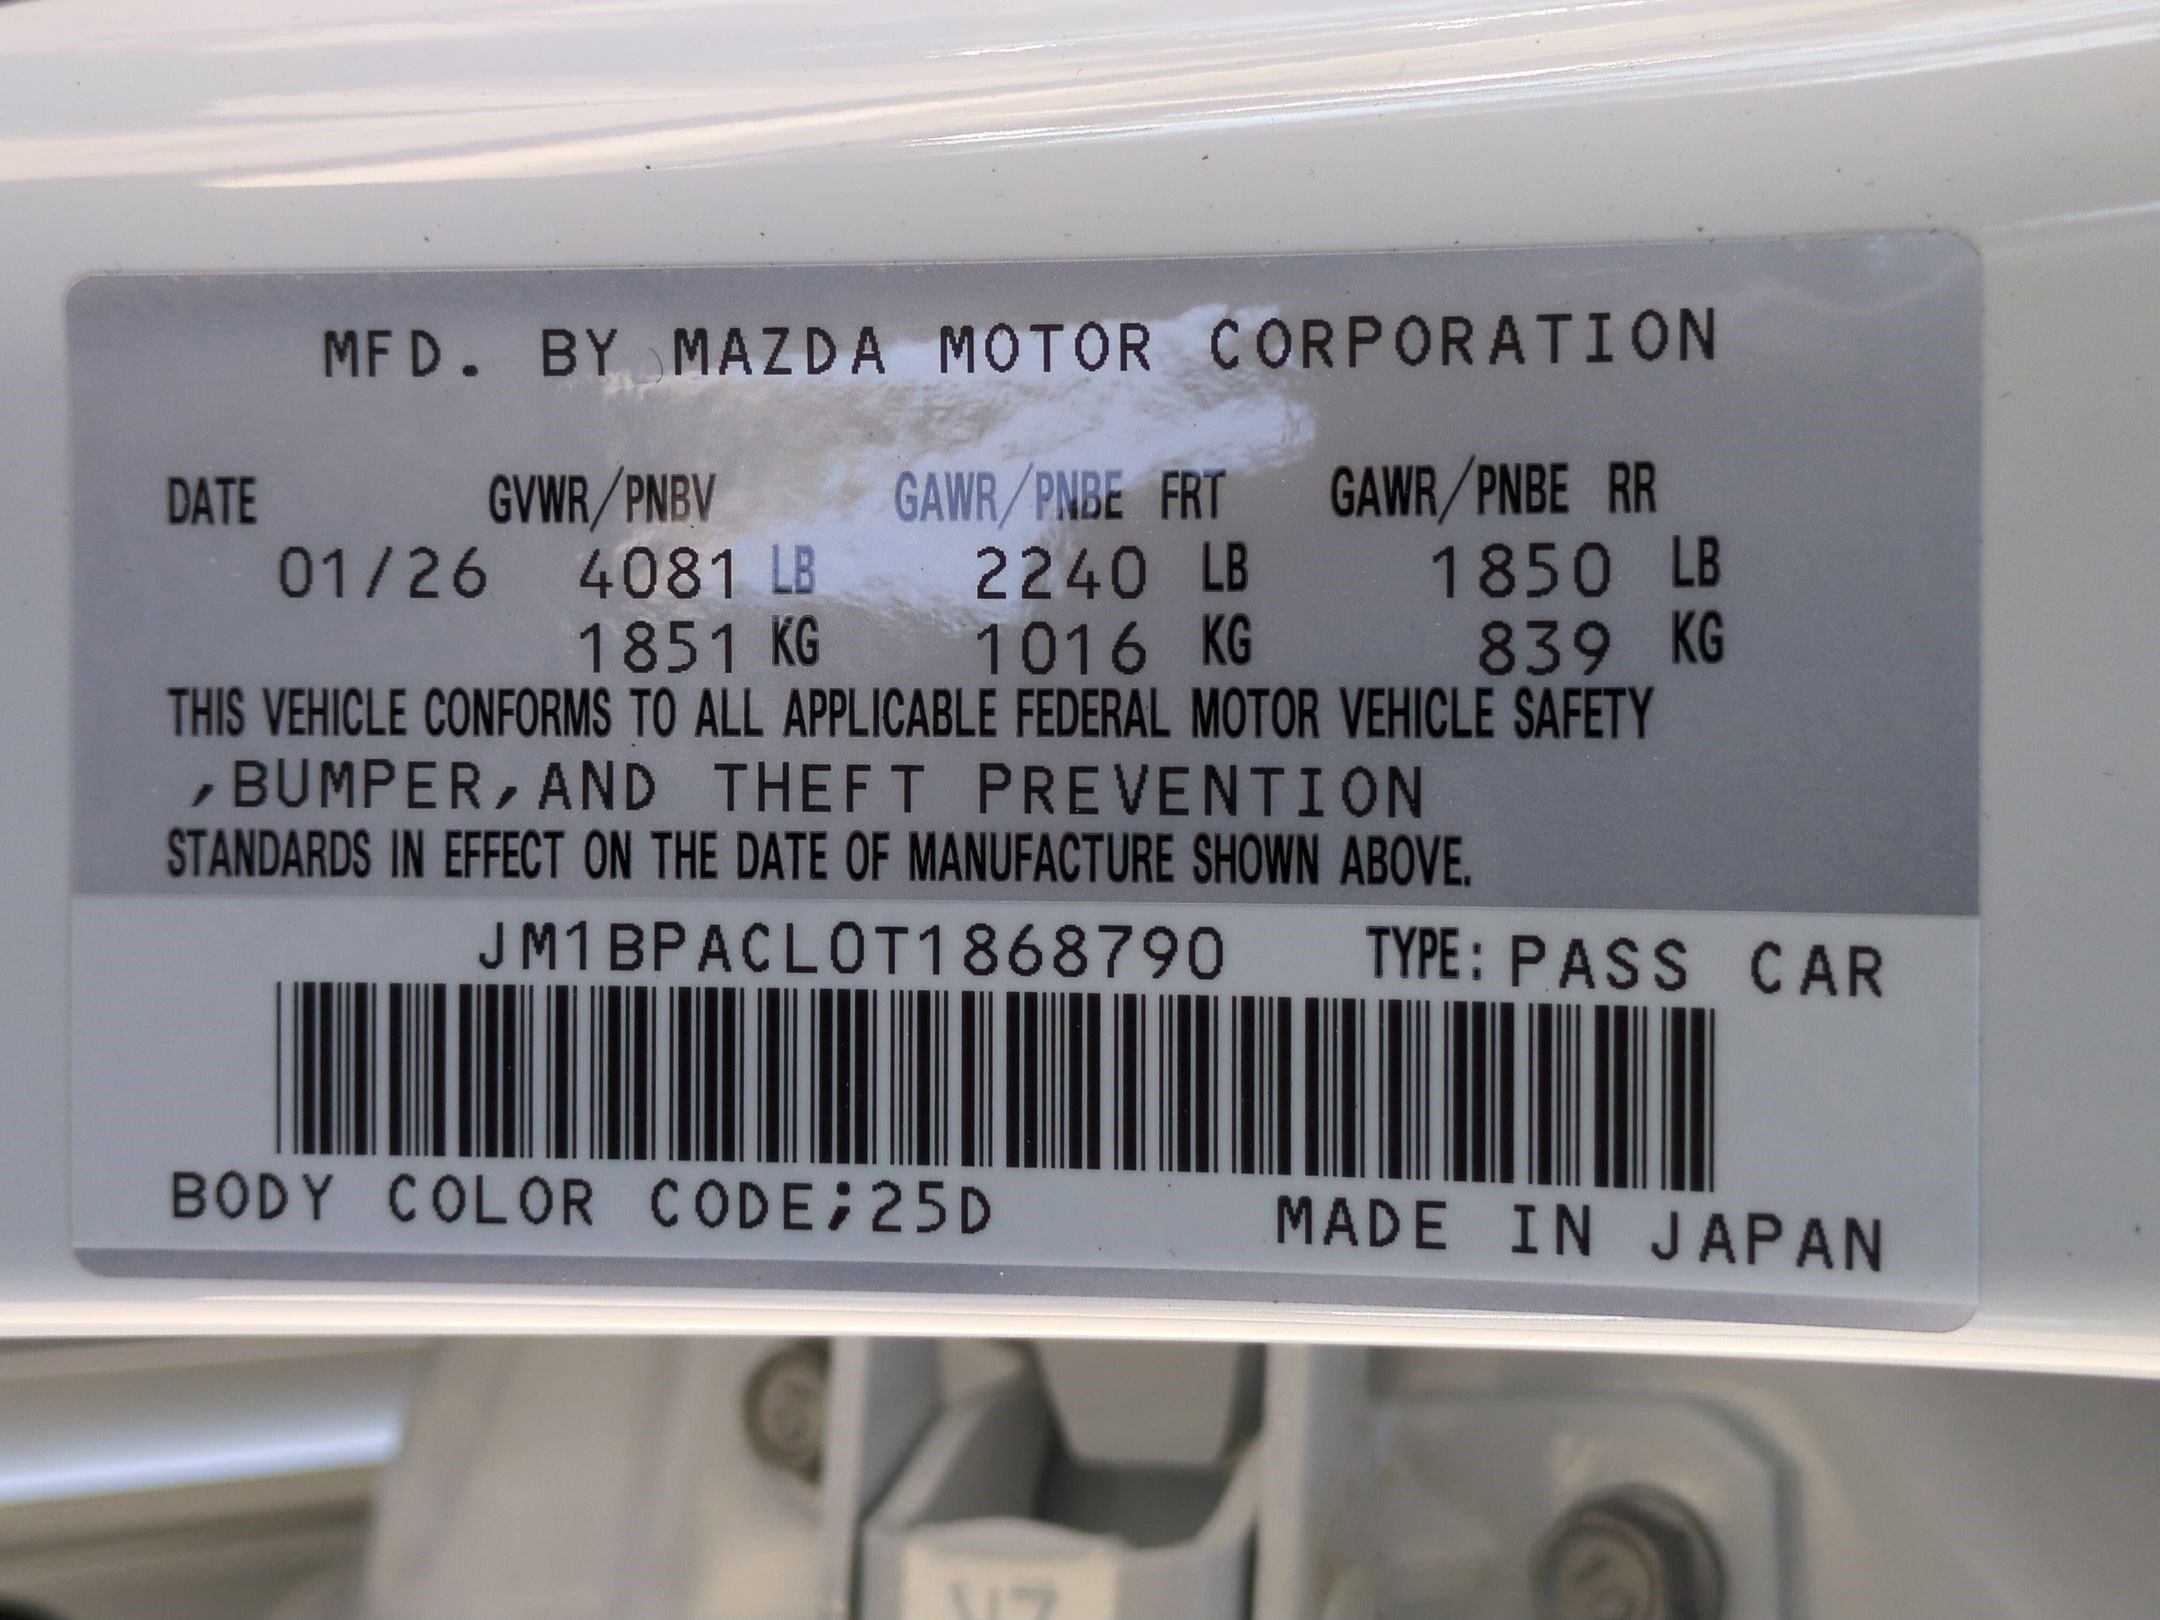 MFD. BY MAZDA MOTOR CORPORATION
DATE GVWR/PNBV GAWR/PNBE FRT GAWR/PNBE RR
01/26 4081 LB 2240 LB 1850 LB
1851 KG 1016 KG 839 KG
THIS VEHICLE CONFORMS TO ALL APPLICABLE FEDERAL MOTOR VEHICLE SAFETY
,BUMPER,AND THEFT PREVENTION
STANDARDS IN EFFECT ON THE DATE OF MANUFACTURE SHOWN ABOVE.
JM1BPACL0T1868790 TYPE: PASS CAR
BODY COLOR CODE;25D MADE IN JAPAN